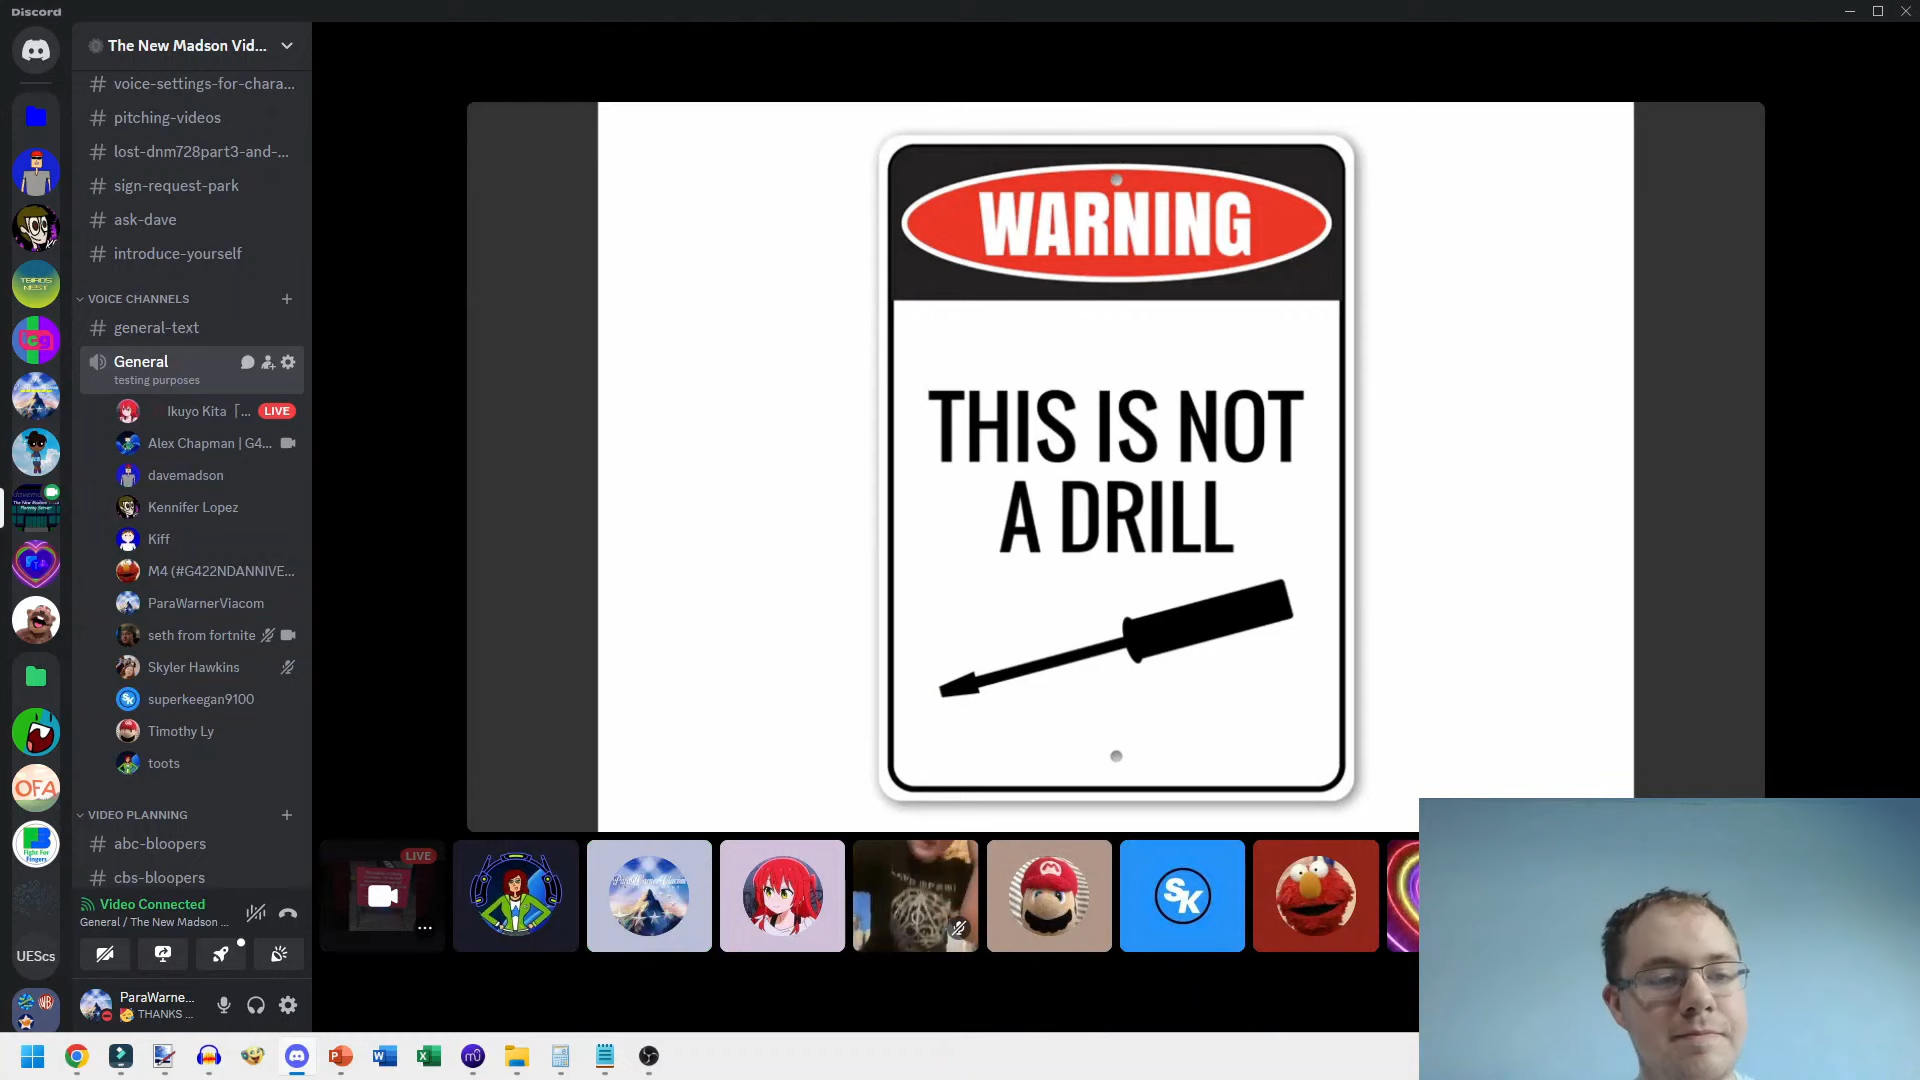 Discord
The New Madson Vid...
voice-settings-for-chara...
pitching-videos
lost-dnm728part3-and-...
sign-request-park
ask-dave
introduce-yourself
VOICE CHANNELS
general-text
General
testing purposes
Ikuyo Kita「...
LIVE
Alex Chapman | G4...
davemadson
Kennifer Lopez
Kiff
M4 (#G422NDANNIVE...
ParaWarnerViacom
seth from fortnite
Skyler Hawkins
superkeegan9100
Timothy Ly
toots
VIDEO PLANNING
abc-bloopers
cbs-bloopers
Video Connected
General / The New Madson ...
ParaWarne...
THANKS ...
OFA
UEScs
WARNING
THIS IS NOT
A DRILL
LIVE
ParaWarnerViacom
SK